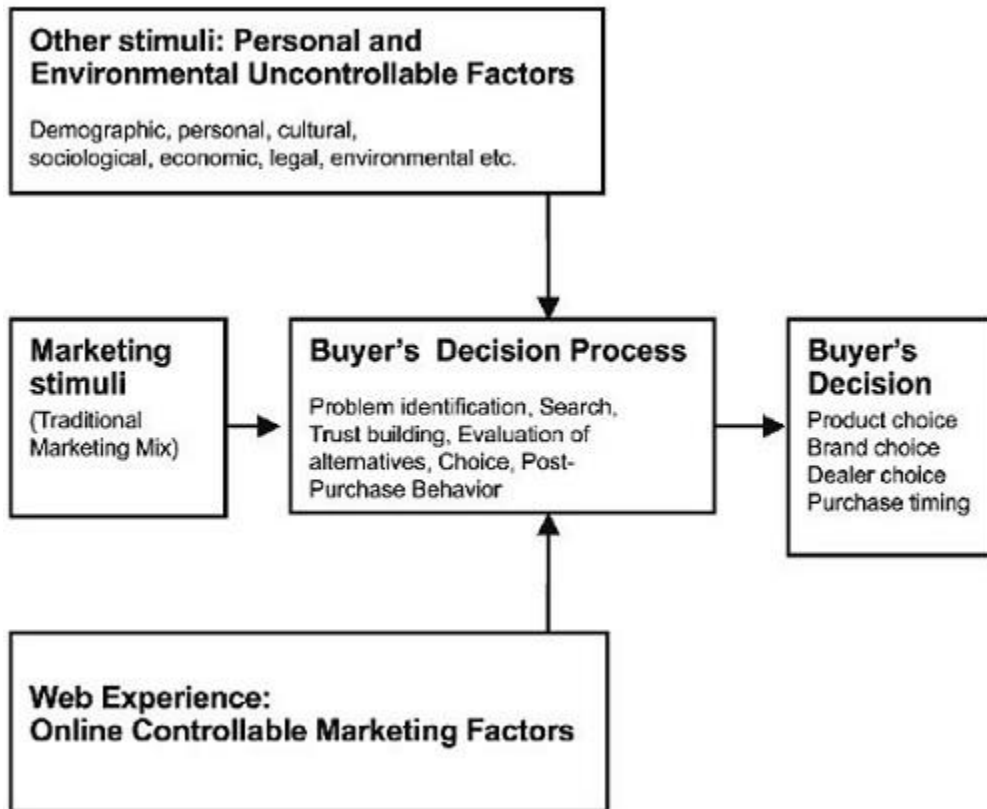 Other stimuli: Personal and
Environmental Uncontrollable Factors
Demographic, personal, cultural,
sociological, economic, legal, environmental etc.
Marketing
stimuli
(Traditional
Marketing Mix)
Buyer's Decision Process
Problem identification, Search,
Trust building, Evaluation of
alternatives, Choice, Post-
Purchase Behavior
Buyer's
Decision
Product choice
Brand choice
Dealer choice
Purchase timing
Web Experience:
Online Controllable Marketing Factors